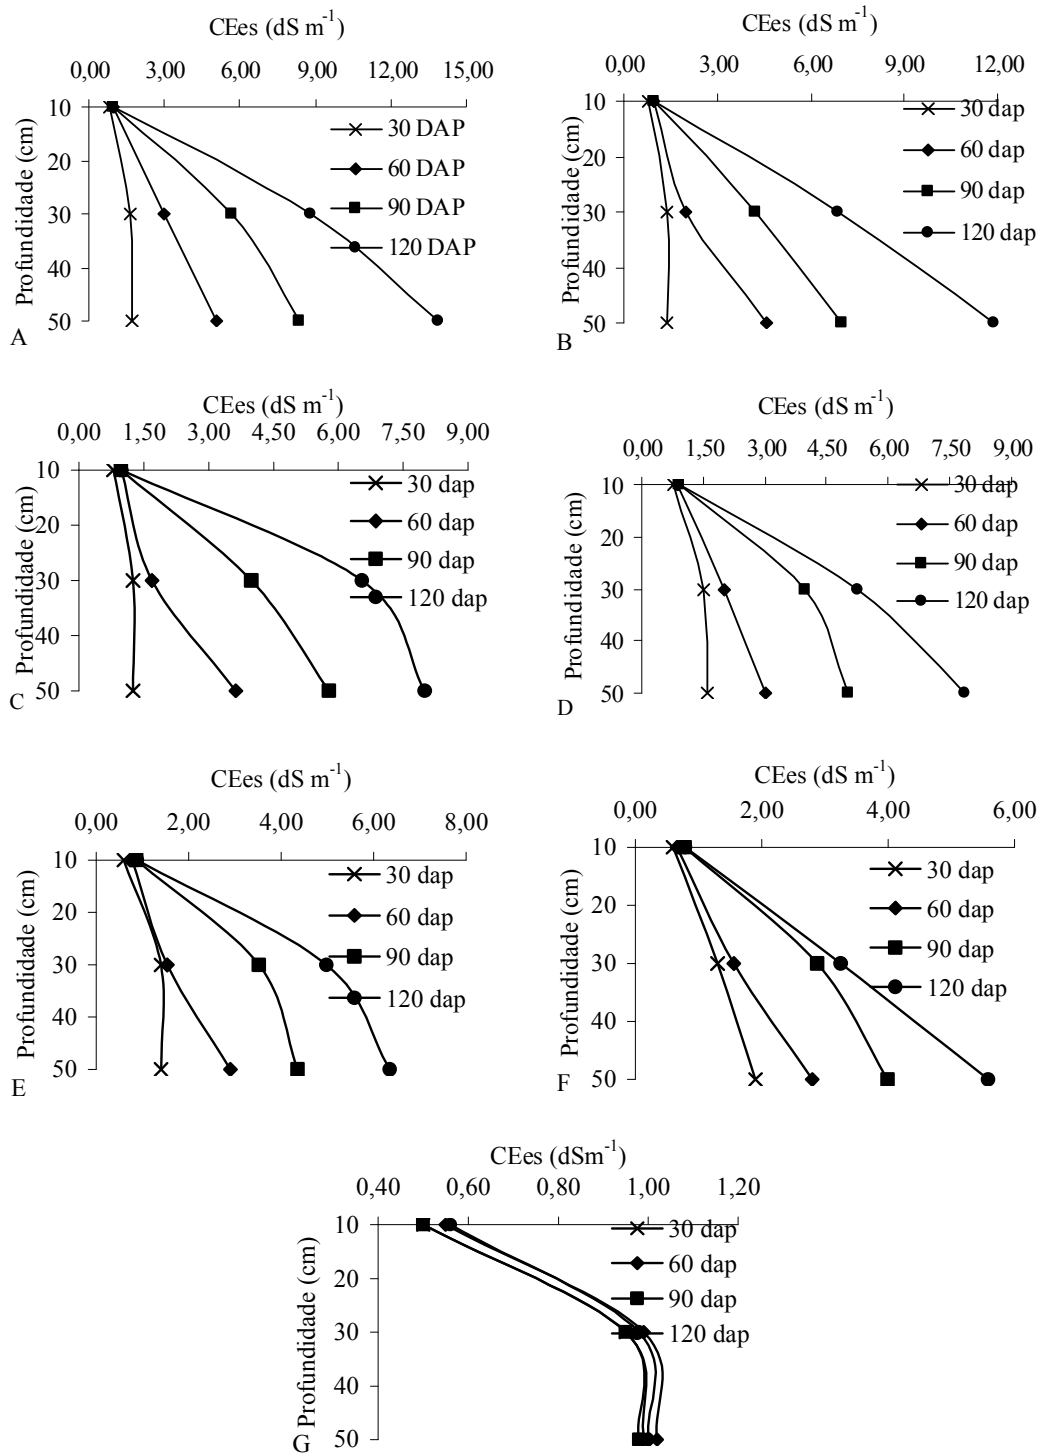 CEes (dS m-1)
0,00 3,00 6,00 9,00 12,00 15,00
Profundidade (cm)
10
20
30
40
50
30 DAP
60 DAP
90 DAP
120 DAP
A
CEes (dS m-1)
0,00 3,00 6,00 9,00 12,00
Profundidade (cm)
10
20
30
40
50
30 dap
60 dap
90 dap
120 dap
B
CEes (dS m-1)
0,00 1,50 3,00 4,50 6,00 7,50 9,00
Profundidade (cm)
10
20
30
40
50
30 dap
60 dap
90 dap
120 dap
C
CEes (dS m-1)
0,00 1,50 3,00 4,50 6,00 7,50 9,00
Profundidade (cm)
10
20
30
40
50
30 dap
60 dap
90 dap
120 dap
D
CEes (dS m-1)
0,00 2,00 4,00 6,00 8,00
Profundidade (cm)
10
20
30
40
50
30 dap
60 dap
90 dap
120 dap
E
CEes (dS m-1)
0,00 2,00 4,00 6,00
Profundidade (cm)
10
20
30
40
50
30 dap
60 dap
90 dap
120 dap
F
CEes (dSm-1)
0,40 0,60 0,80 1,00 1,20
Profundidade (cm)
10
20
30
40
50
30 dap
60 dap
90 dap
120 dap
G